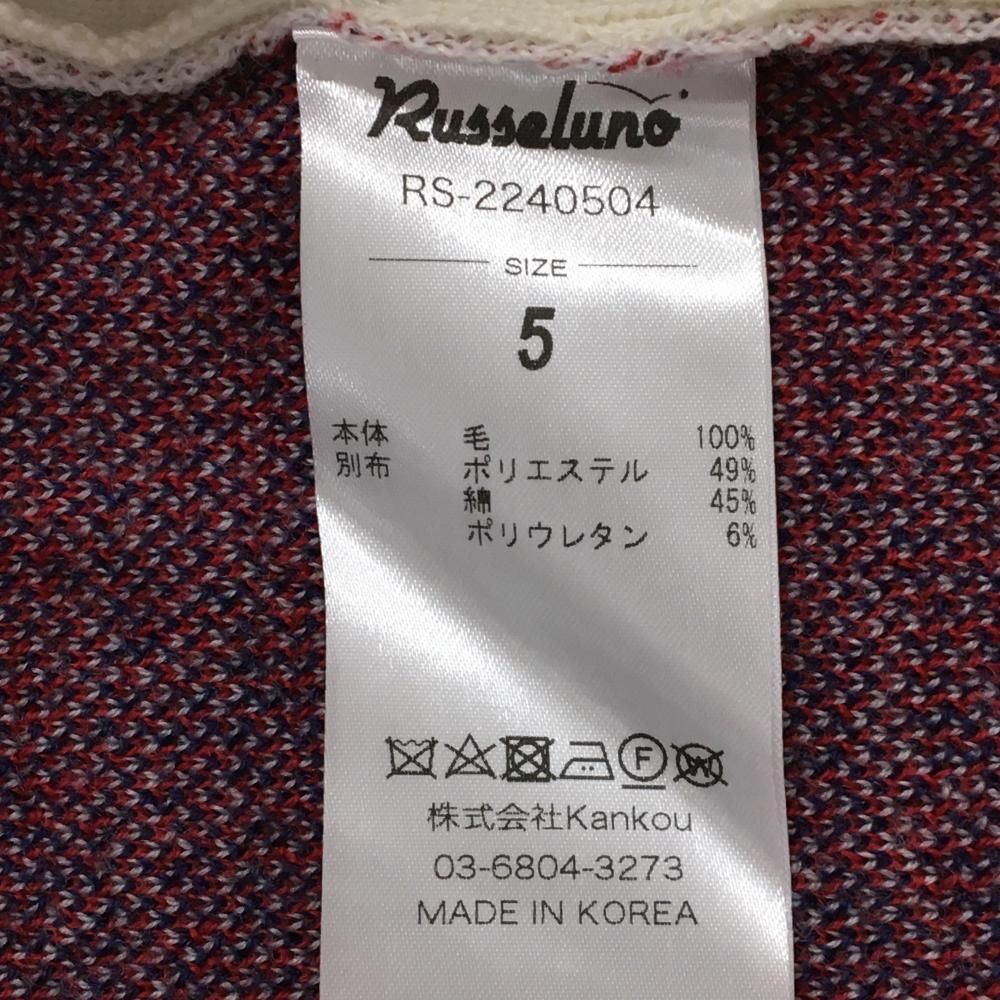 Russeluno
RS-2240504
SIZE
5
本体 毛 100%
別布 ポリエステル 49%
綿 45%
ポリウレタン 6%
F
W
株式会社Kankou
03-6804-3273
MADE IN KOREA